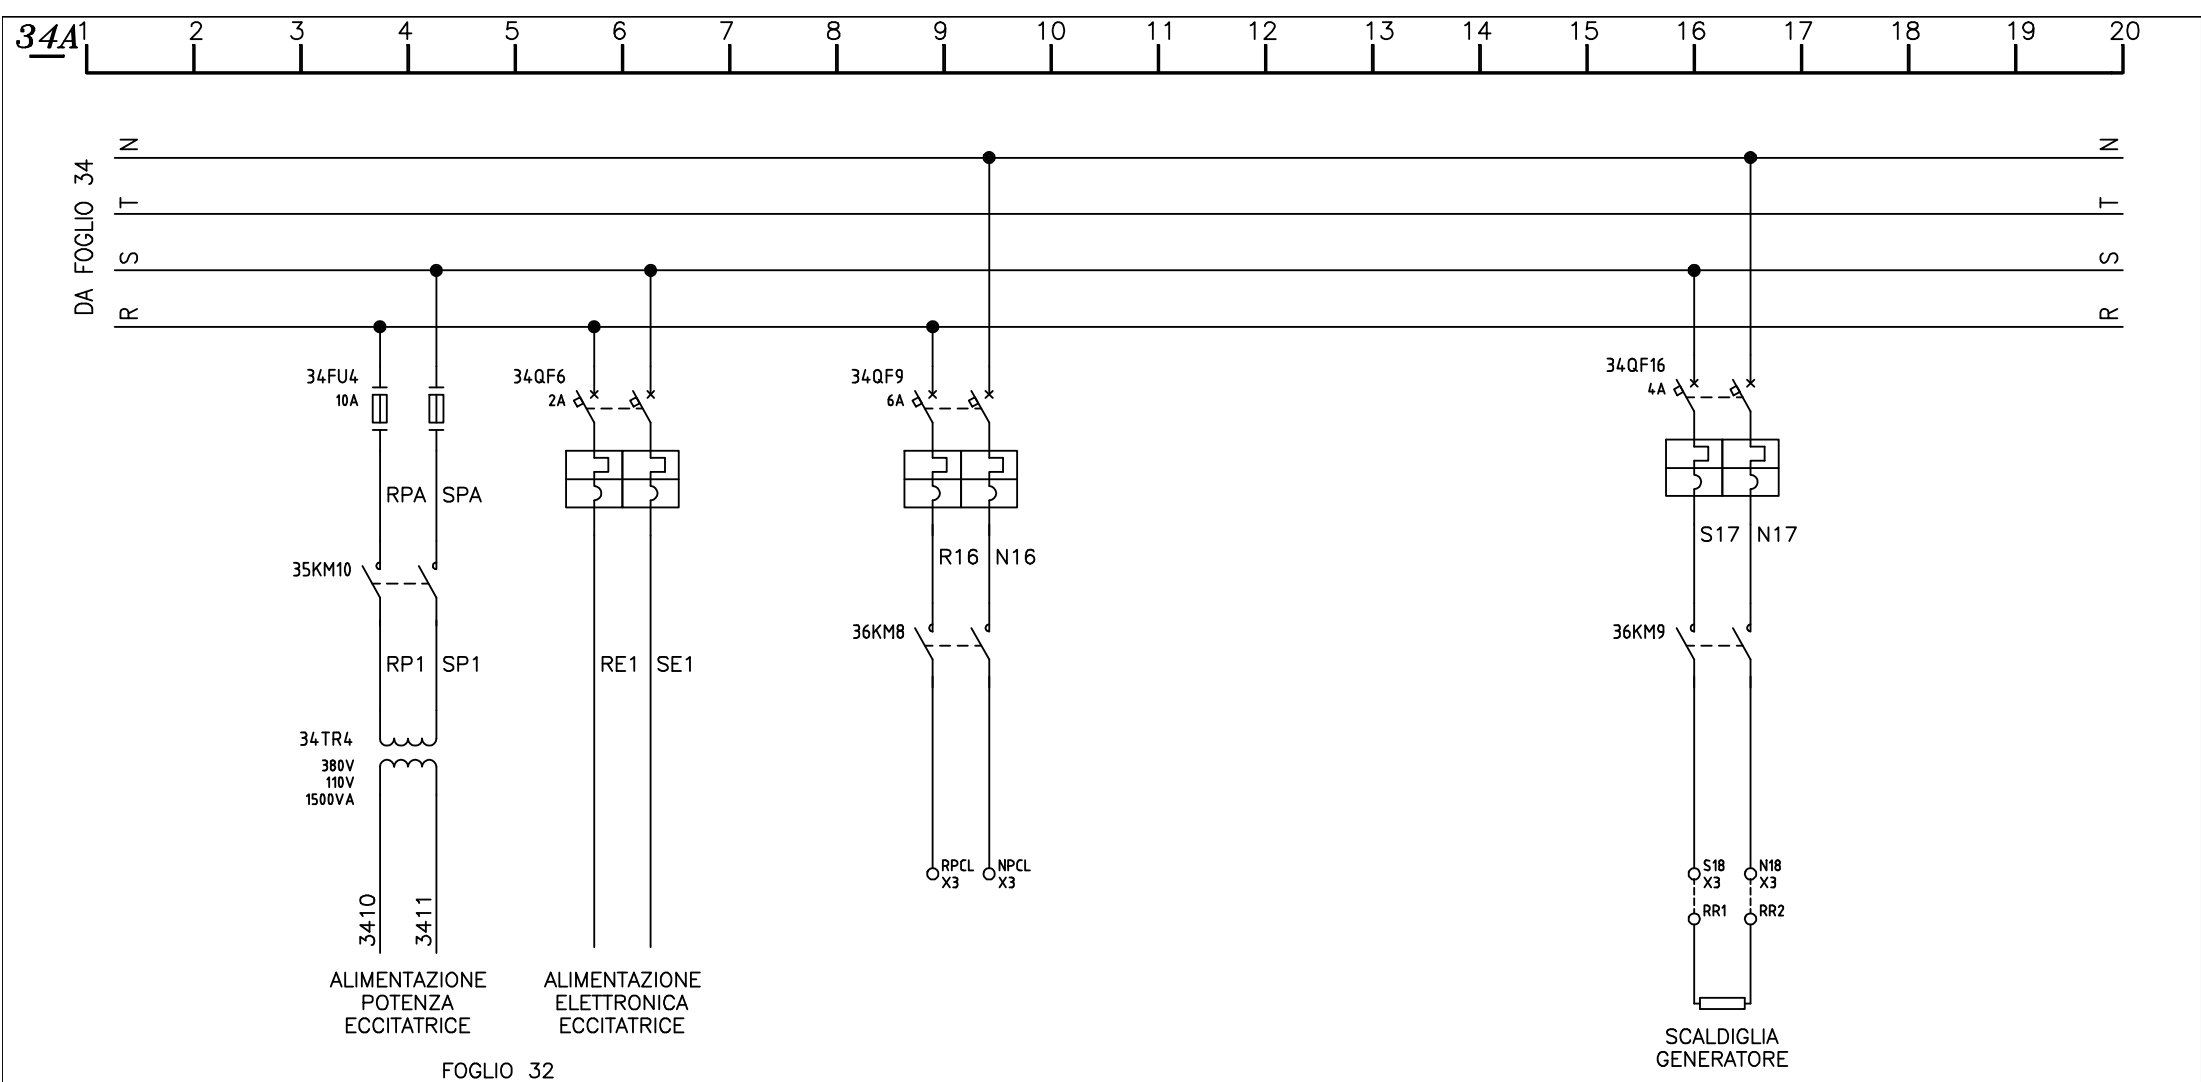 34A
1 2 3 4 5 6 7 8 9 10 11 12 13 14 15 16 17 18 19 20
DA FOGLIO 34
N N
T T
S S
R R
34FU4
10A
RPA SPA
35KM10
RP1 SP1
34TR4
380V
110V
1500VA
3410 3411
ALIMENTAZIONE
POTENZA
ECCITATRICE
34QF6
2A
RE1 SE1
ALIMENTAZIONE
ELETTRONICA
ECCITATRICE
FOGLIO 32
34QF9
6A
R16 N16
36KM8
RPCL
X3
NPCL
X3
34QF16
4A
S17 N17
36KM9
S18
X3
N18
X3
RR1 RR2
SCALDIGLIA
GENERATORE